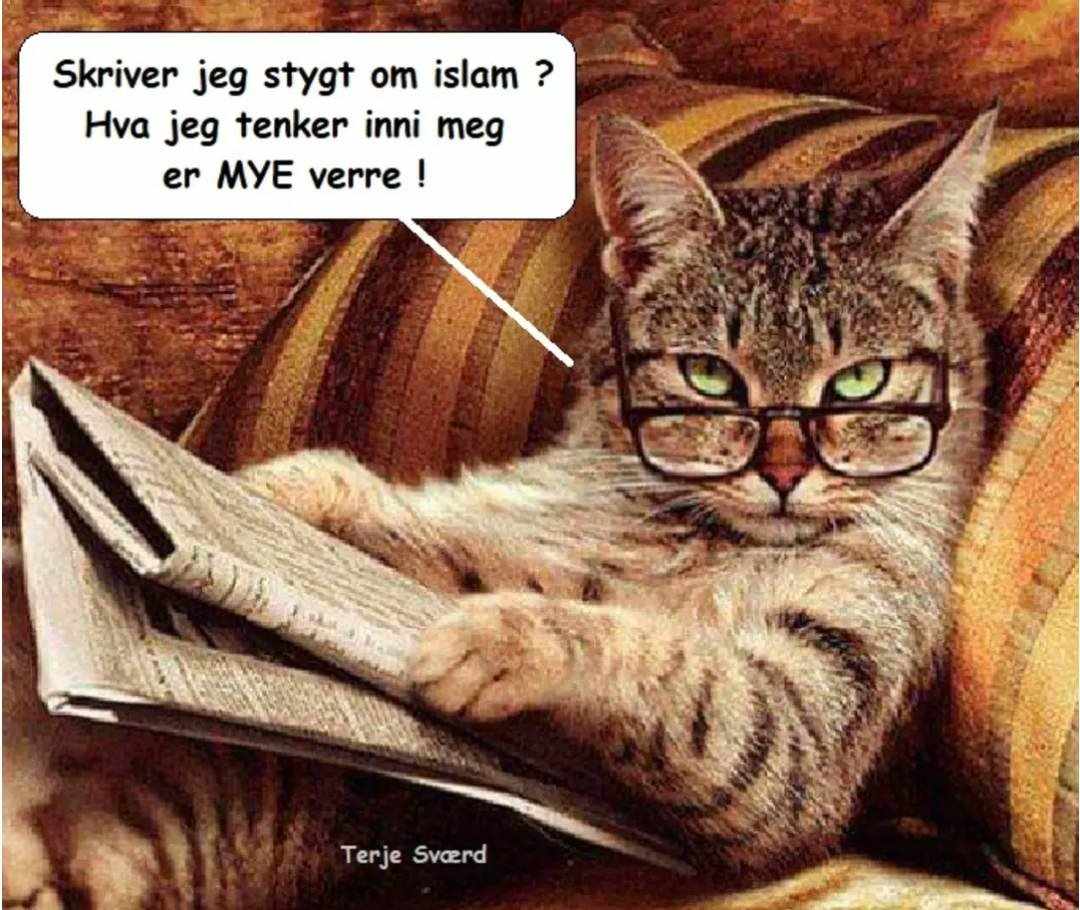 Skriver jeg stygt om islam ?
Hva jeg tenker inni meg
er MYE verre !
Terje Sværd